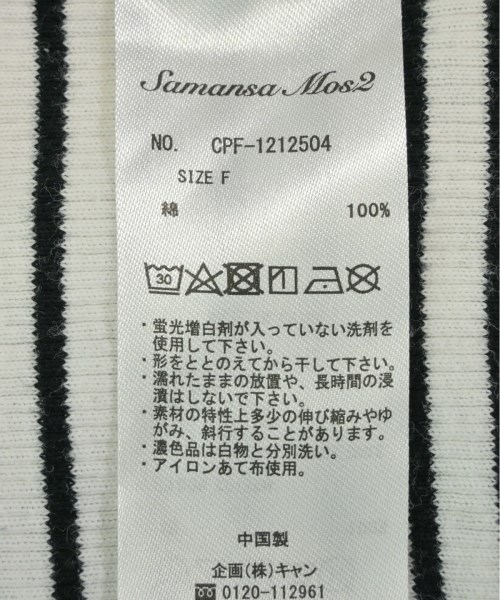 Samansa Mos2
NO. CPF-1212504
SIZE F
綿 100%
30
・蛍光増白剤が入っていない洗剤を
使用して下さい。
・形をととのえてから干して下さい。
・濡れたままの放置や、長時間の浸
漬はしないで下さい。
・素材の特性上多少の伸び縮みやゆ
がみ、斜行することがあります。
・濃色品は白物と分別洗い。
・アイロンあて布使用。
中国製
企画(株)キャン
0120-112961